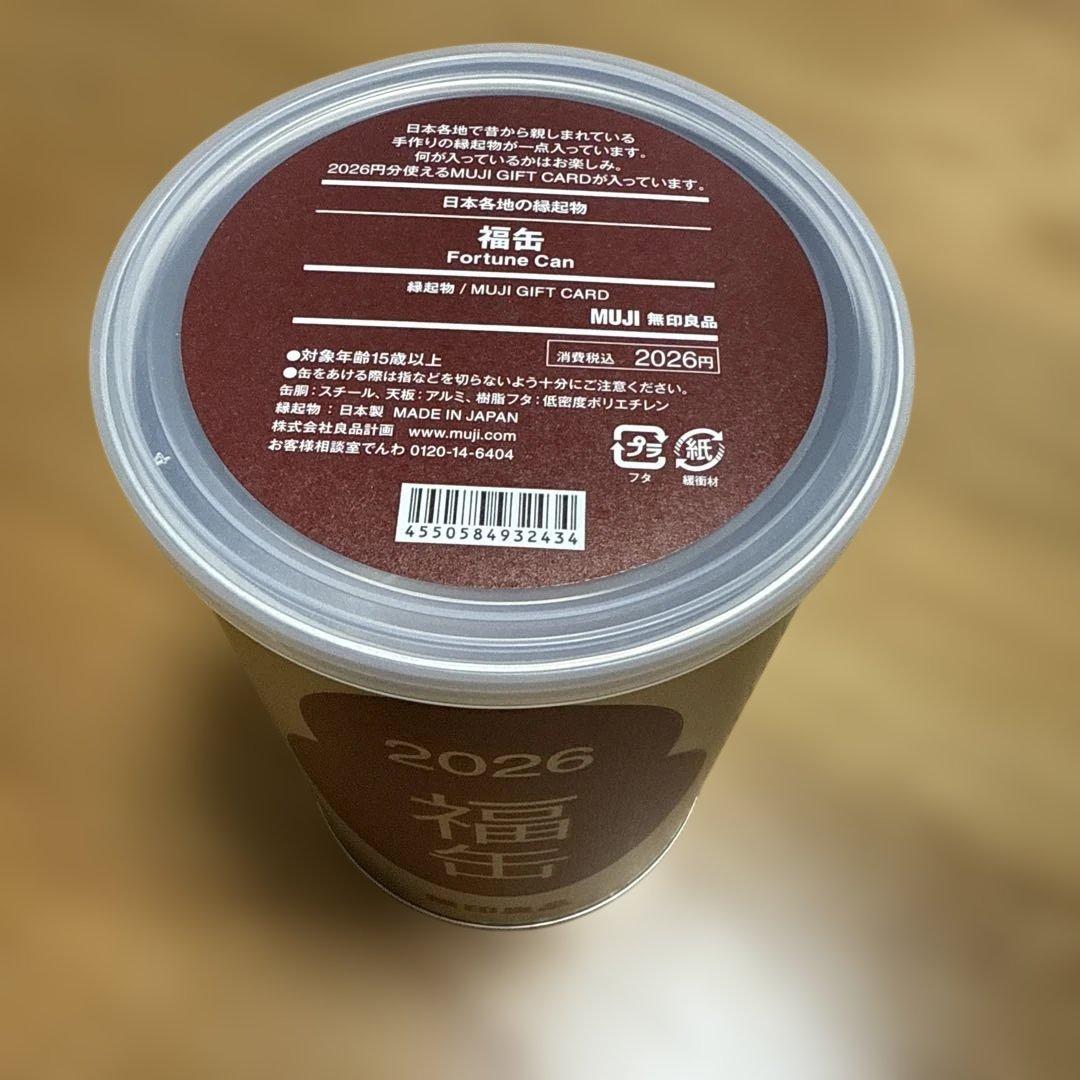 日本各地で昔から親しまれている
手作りの縁起物が一点入っています。
何が入っているかはお楽しみ。
2026円分使えるMUJI GIFT CARDが入っています。
日本各地の縁起物
福缶
Fortune Can
縁起物 / MUJI GIFT CARD
MUJI 無印良品
消費税込 2026円
●対象年齢15歳以上
●缶をあける際は指などを切らないよう十分にご注意ください。
缶胴：スチール、天板：アルミ、樹脂フタ：低密度ポリエチレン
縁起物：日本製 MADE IN JAPAN
株式会社良品計画 www.muji.com
お客様相談室でんわ 0120-14-6404
プラ 紙
フタ 緩衝材
4550584932434
2026
福
缶
無印良品